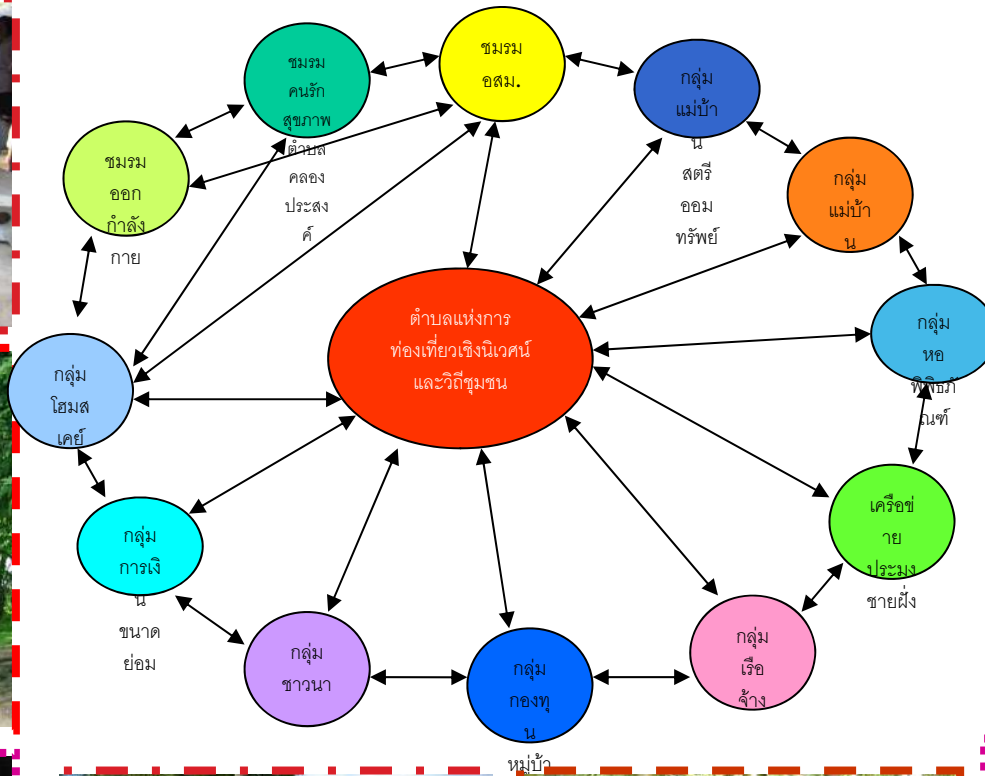 ชมรม
อสม.
ชมรม
คนรัก
สุขภาพ
ตำบล
คลอง
ประสง
ค์
กลุ่ม
แม่บ้า
น
สตรี
ออม
ทรัพย์
ชมรม
ออก
กำลัง
กาย
กลุ่ม
แม่บ้า
น
ตำบลแห่งการ
ท่องเที่ยวเชิงนิเวศน์
และวิถีชุมชน
กลุ่ม
หอ
พิพิธภั
ณฑ์
กลุ่ม
โฮมส
เตย์
เครือข่
าย
ประมง
ชายฝั่ง
กลุ่ม
การเงิ
น
ขนาด
ย่อม
กลุ่ม
ชาวนา
กลุ่ม
กองทุ
น
หมู่บ้า
กลุ่ม
เรือ
จ้าง